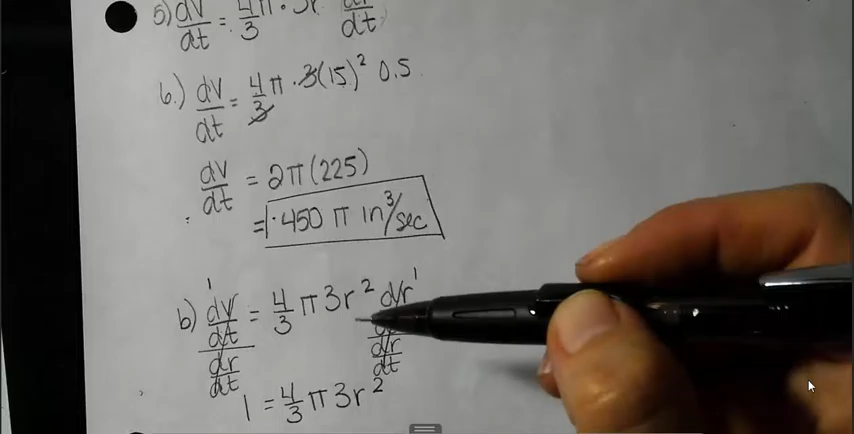 5) dV/dt = 4/3 π · 3r dr/dt
6.) dV/dt = 4/3 π · 3(15)² 0.5
dV/dt = 2π(225)
= 450 π in³/sec
b) dV/dt / dr/dt = 4/3 π 3r² dr / dr/dt
1 = 4/3 π 3r²